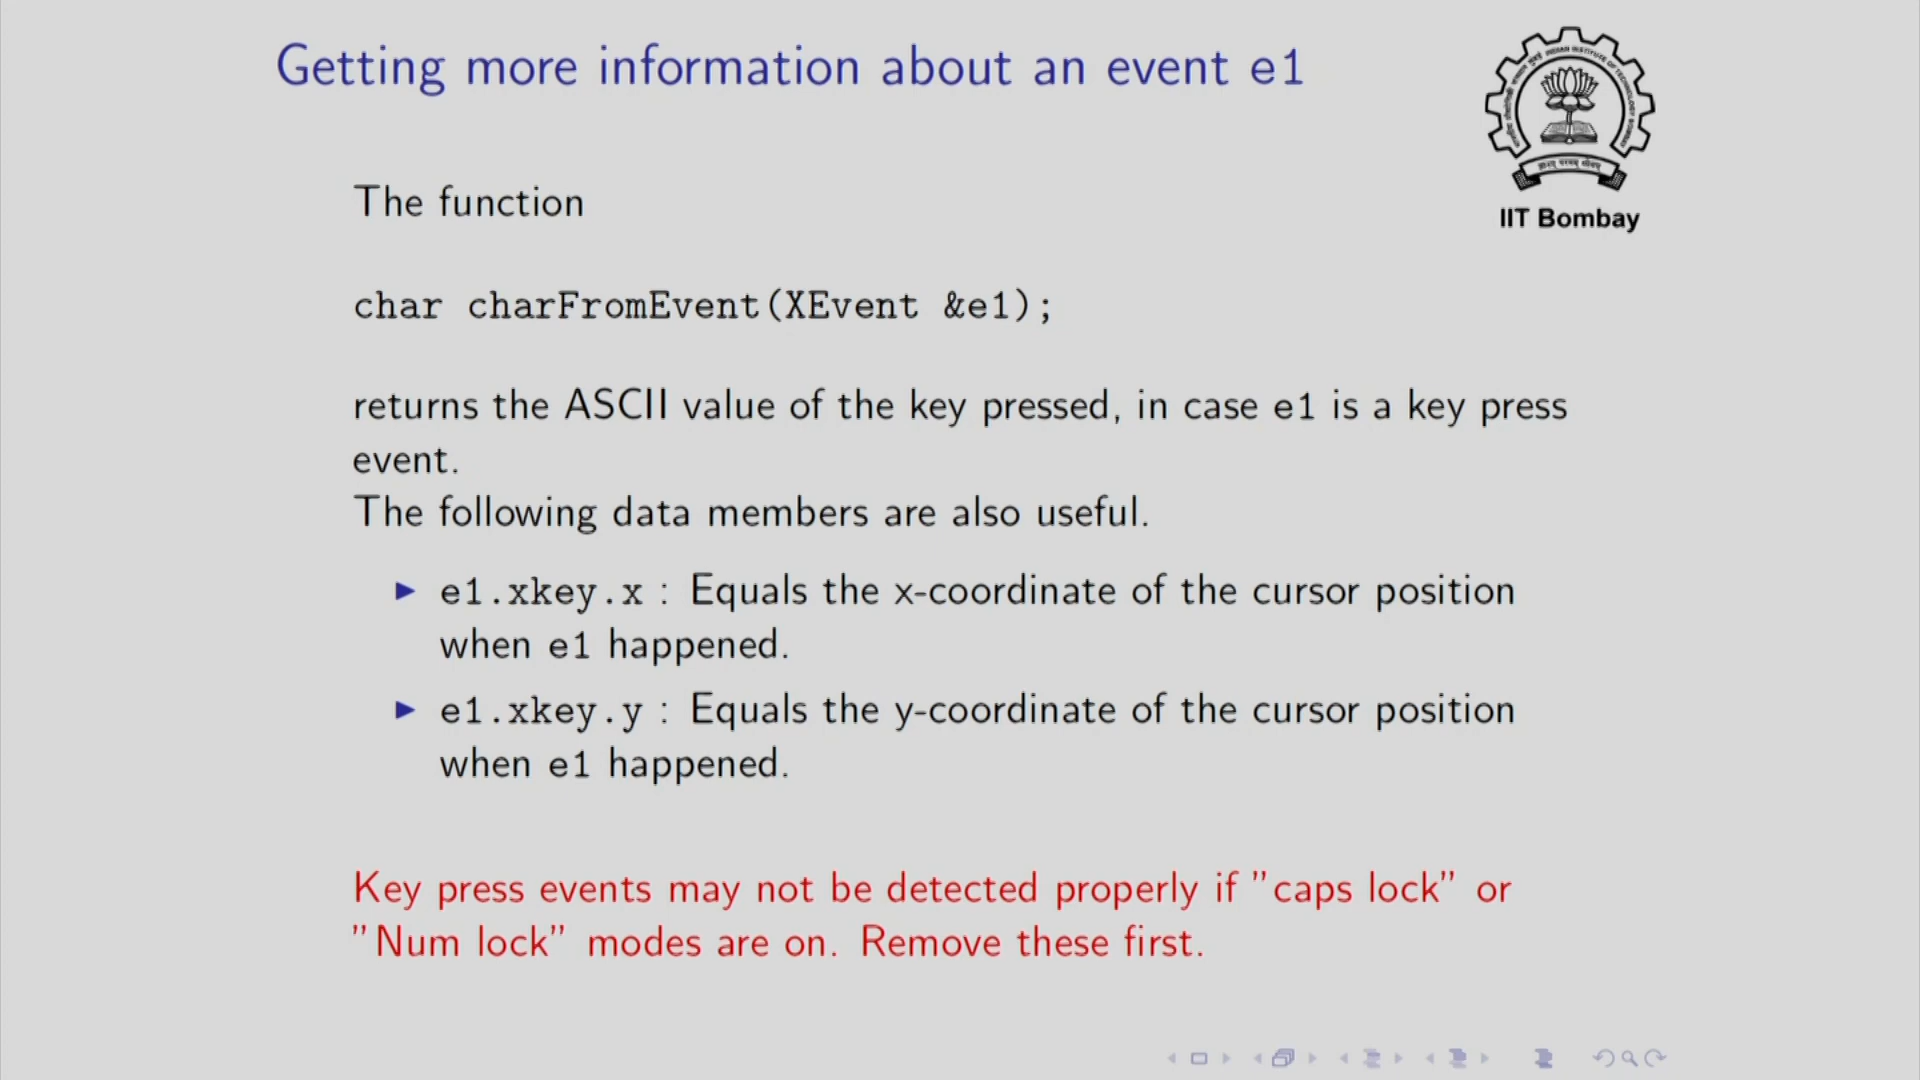 Getting more information about an event e1
IIT Bombay
The function
char charFromEvent(XEvent &e1);
returns the ASCII value of the key pressed, in case e1 is a key press
event.
The following data members are also useful.
e1.xkey.x : Equals the x-coordinate of the cursor position
when e1 happened.
e1.xkey.y : Equals the y-coordinate of the cursor position
when e1 happened.
Key press events may not be detected properly if "caps lock" or
"Num lock" modes are on. Remove these first.